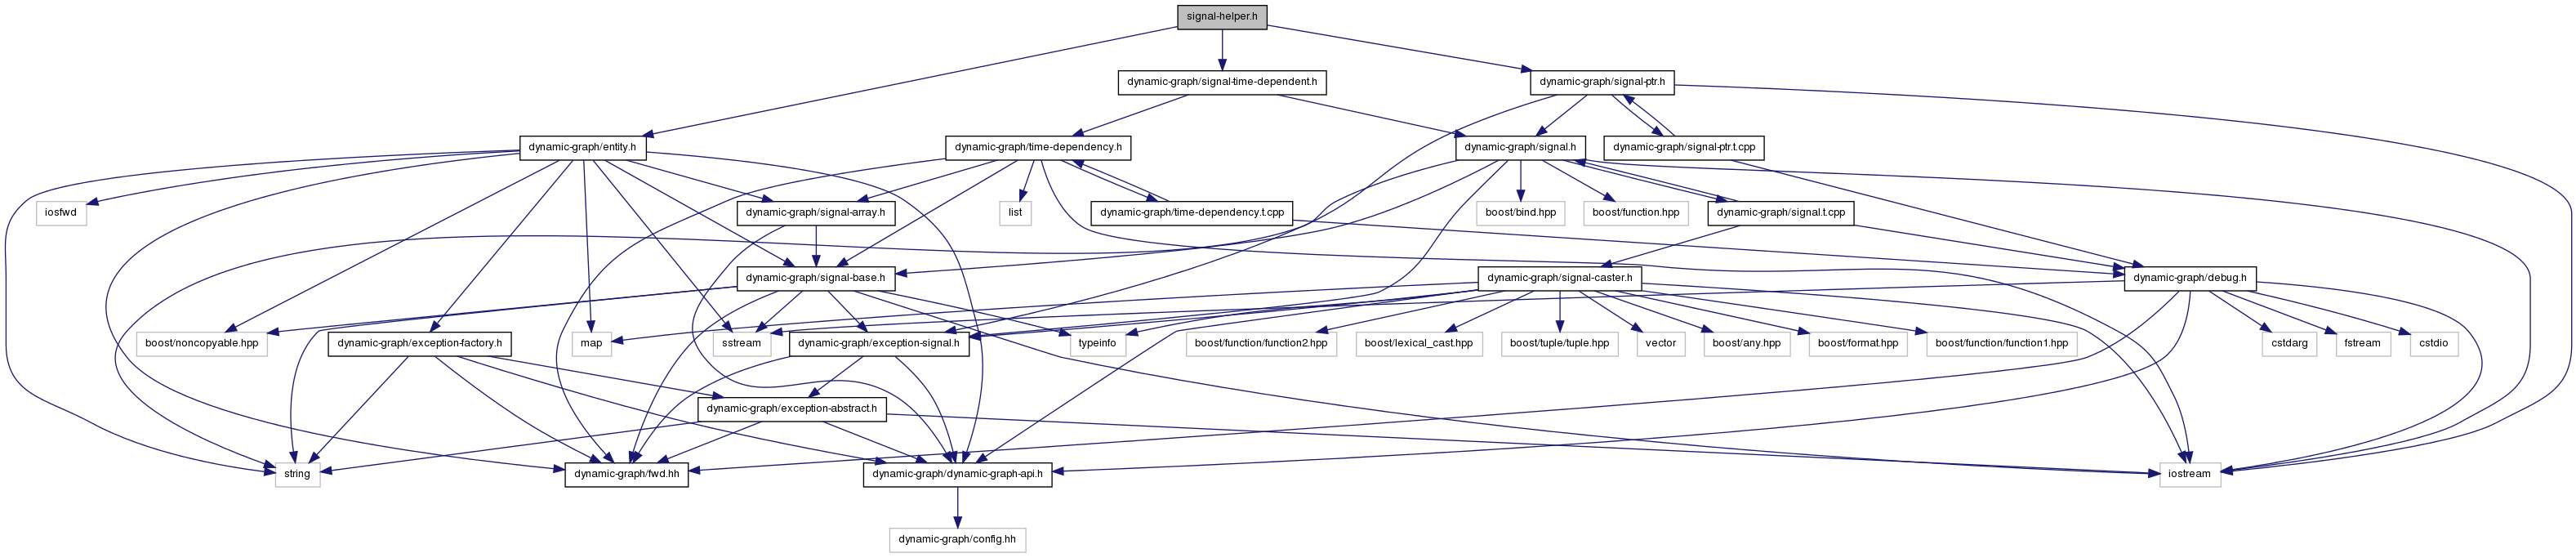 signal-helper.h
dynamic-graph/signal-time-dependent.h
dynamic-graph/signal-ptr.h
dynamic-graph/entity.h
dynamic-graph/time-dependency.h
dynamic-graph/signal.h
dynamic-graph/signal-ptr.t.cpp
iosfwd
dynamic-graph/signal-array.h
list
dynamic-graph/time-dependency.t.cpp
boost/bind.hpp
boost/function.hpp
dynamic-graph/signal.t.cpp
dynamic-graph/signal-base.h
dynamic-graph/signal-caster.h
dynamic-graph/debug.h
boost/noncopyable.hpp
dynamic-graph/exception-factory.h
map
sstream
dynamic-graph/exception-signal.h
typeinfo
boost/function/function2.hpp
boost/lexical_cast.hpp
boost/tuple/tuple.hpp
vector
boost/any.hpp
boost/format.hpp
boost/function/function1.hpp
cstdarg
fstream
cstdio
dynamic-graph/exception-abstract.h
string
dynamic-graph/fwd.hh
dynamic-graph/dynamic-graph-api.h
iostream
dynamic-graph/config.hh